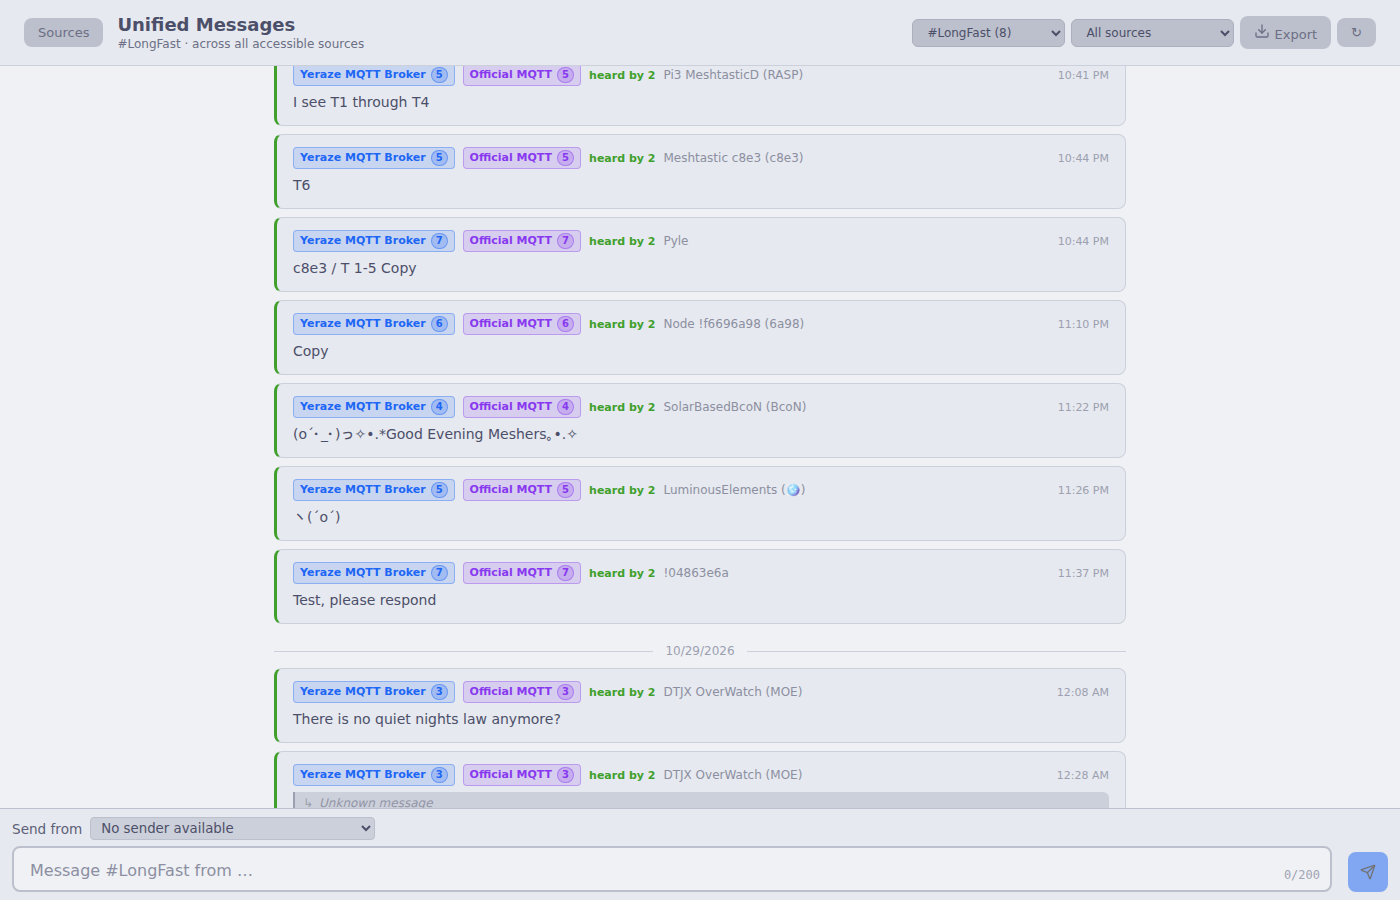 Sources
Unified Messages
#LongFast · across all accessible sources
#LongFast (8)
All sources
Export
↻
Yeraze MQTT Broker 5 Official MQTT 5 heard by 2 Pi3 MeshtasticD (RASP) 10:41 PM
I see T1 through T4
Yeraze MQTT Broker 5 Official MQTT 5 heard by 2 Meshtastic c8e3 (c8e3) 10:44 PM
T6
Yeraze MQTT Broker 7 Official MQTT 7 heard by 2 Pyle 10:44 PM
c8e3 / T 1-5 Copy
Yeraze MQTT Broker 6 Official MQTT 6 heard by 2 Node !f6696a98 (6a98) 11:10 PM
Copy
Yeraze MQTT Broker 4 Official MQTT 4 heard by 2 SolarBasedBcoN (BcoN) 11:22 PM
(o´･_･)っ✧•.*Good Evening Meshers｡•.✧
Yeraze MQTT Broker 5 Official MQTT 5 heard by 2 LuminousElements (🪩) 11:26 PM
ヽ(´o´)
Yeraze MQTT Broker 7 Official MQTT 7 heard by 2 !04863e6a 11:37 PM
Test, please respond
10/29/2026
Yeraze MQTT Broker 3 Official MQTT 3 heard by 2 DTJX OverWatch (MOE) 12:08 AM
There is no quiet nights law anymore?
Yeraze MQTT Broker 3 Official MQTT 3 heard by 2 DTJX OverWatch (MOE) 12:28 AM
↳ Unknown message
Send from No sender available
Message #LongFast from …
0/200